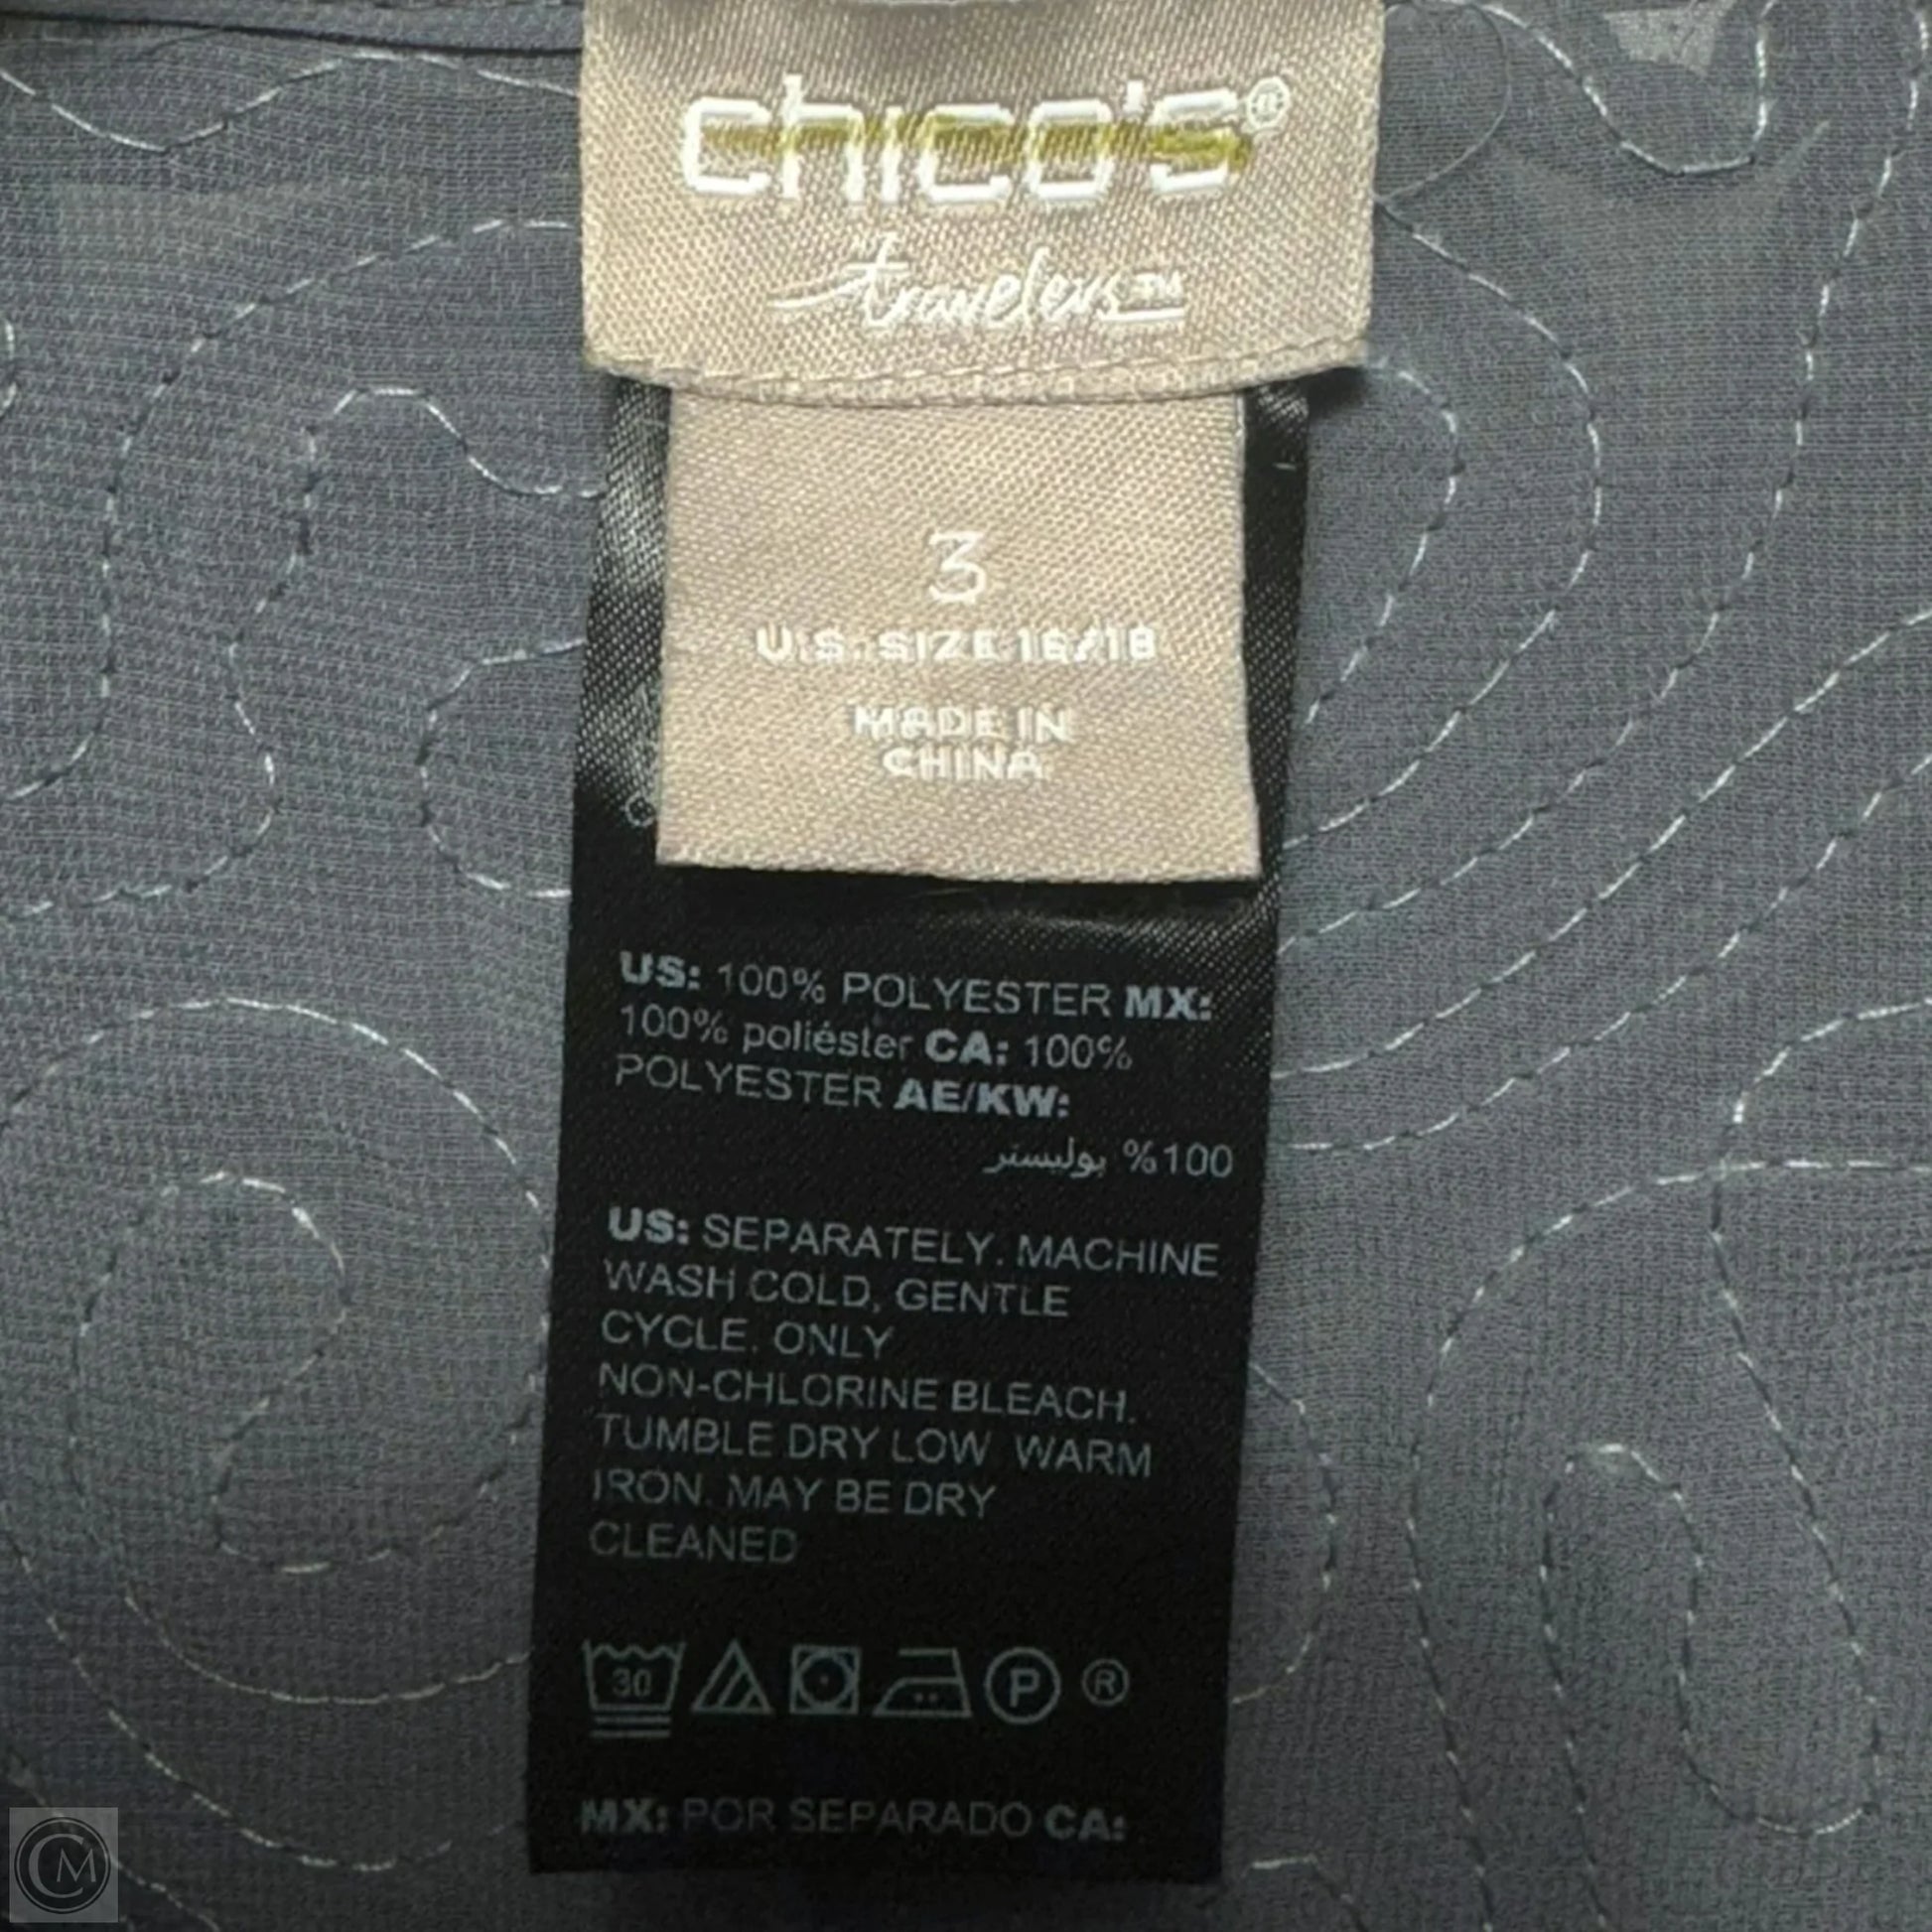 chico's®
travelers™
3
U.S. SIZE 16/18
MADE IN
CHINA
US: 100% POLYESTER MX:
100% poliéster CA: 100%
POLYESTER AE/KW:
100% بوليستر
US: SEPARATELY. MACHINE
WASH COLD, GENTLE
CYCLE. ONLY
NON-CHLORINE BLEACH.
TUMBLE DRY LOW  WARM
IRON. MAY BE DRY
CLEANED
30 P ®
MX: POR SEPARADO CA:
CM